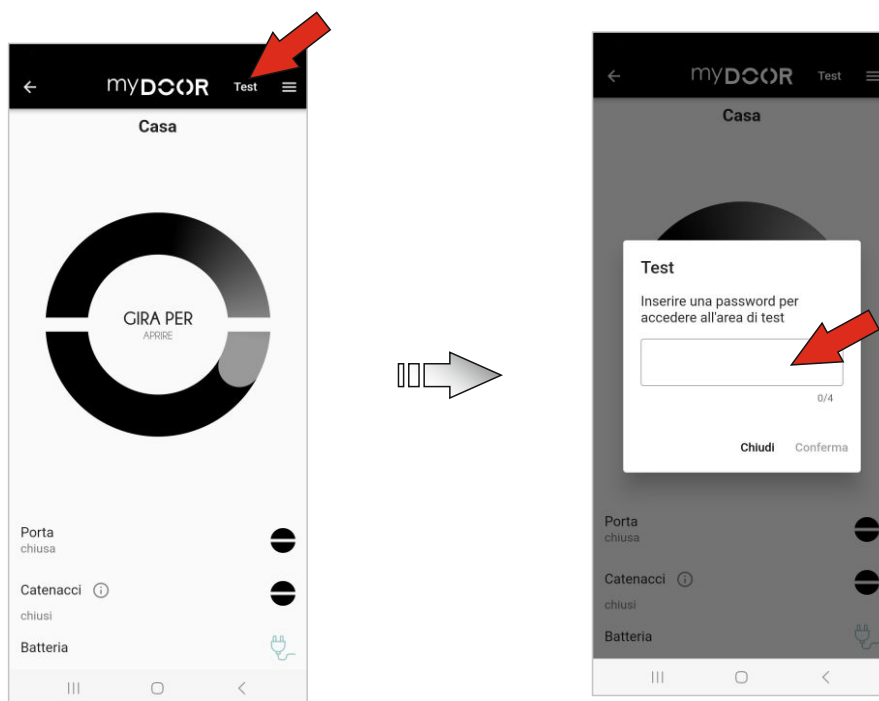 myDOOR Test
Casa
GIRA PER
APRIRE
Porta
chiusa
Catenacci
chiusi
Batteria
myDOOR Test
Casa
Test
Inserire una password per
accedere all'area di test
0/4
Chiudi Conferma
Porta
chiusa
Catenacci
chiusi
Batteria